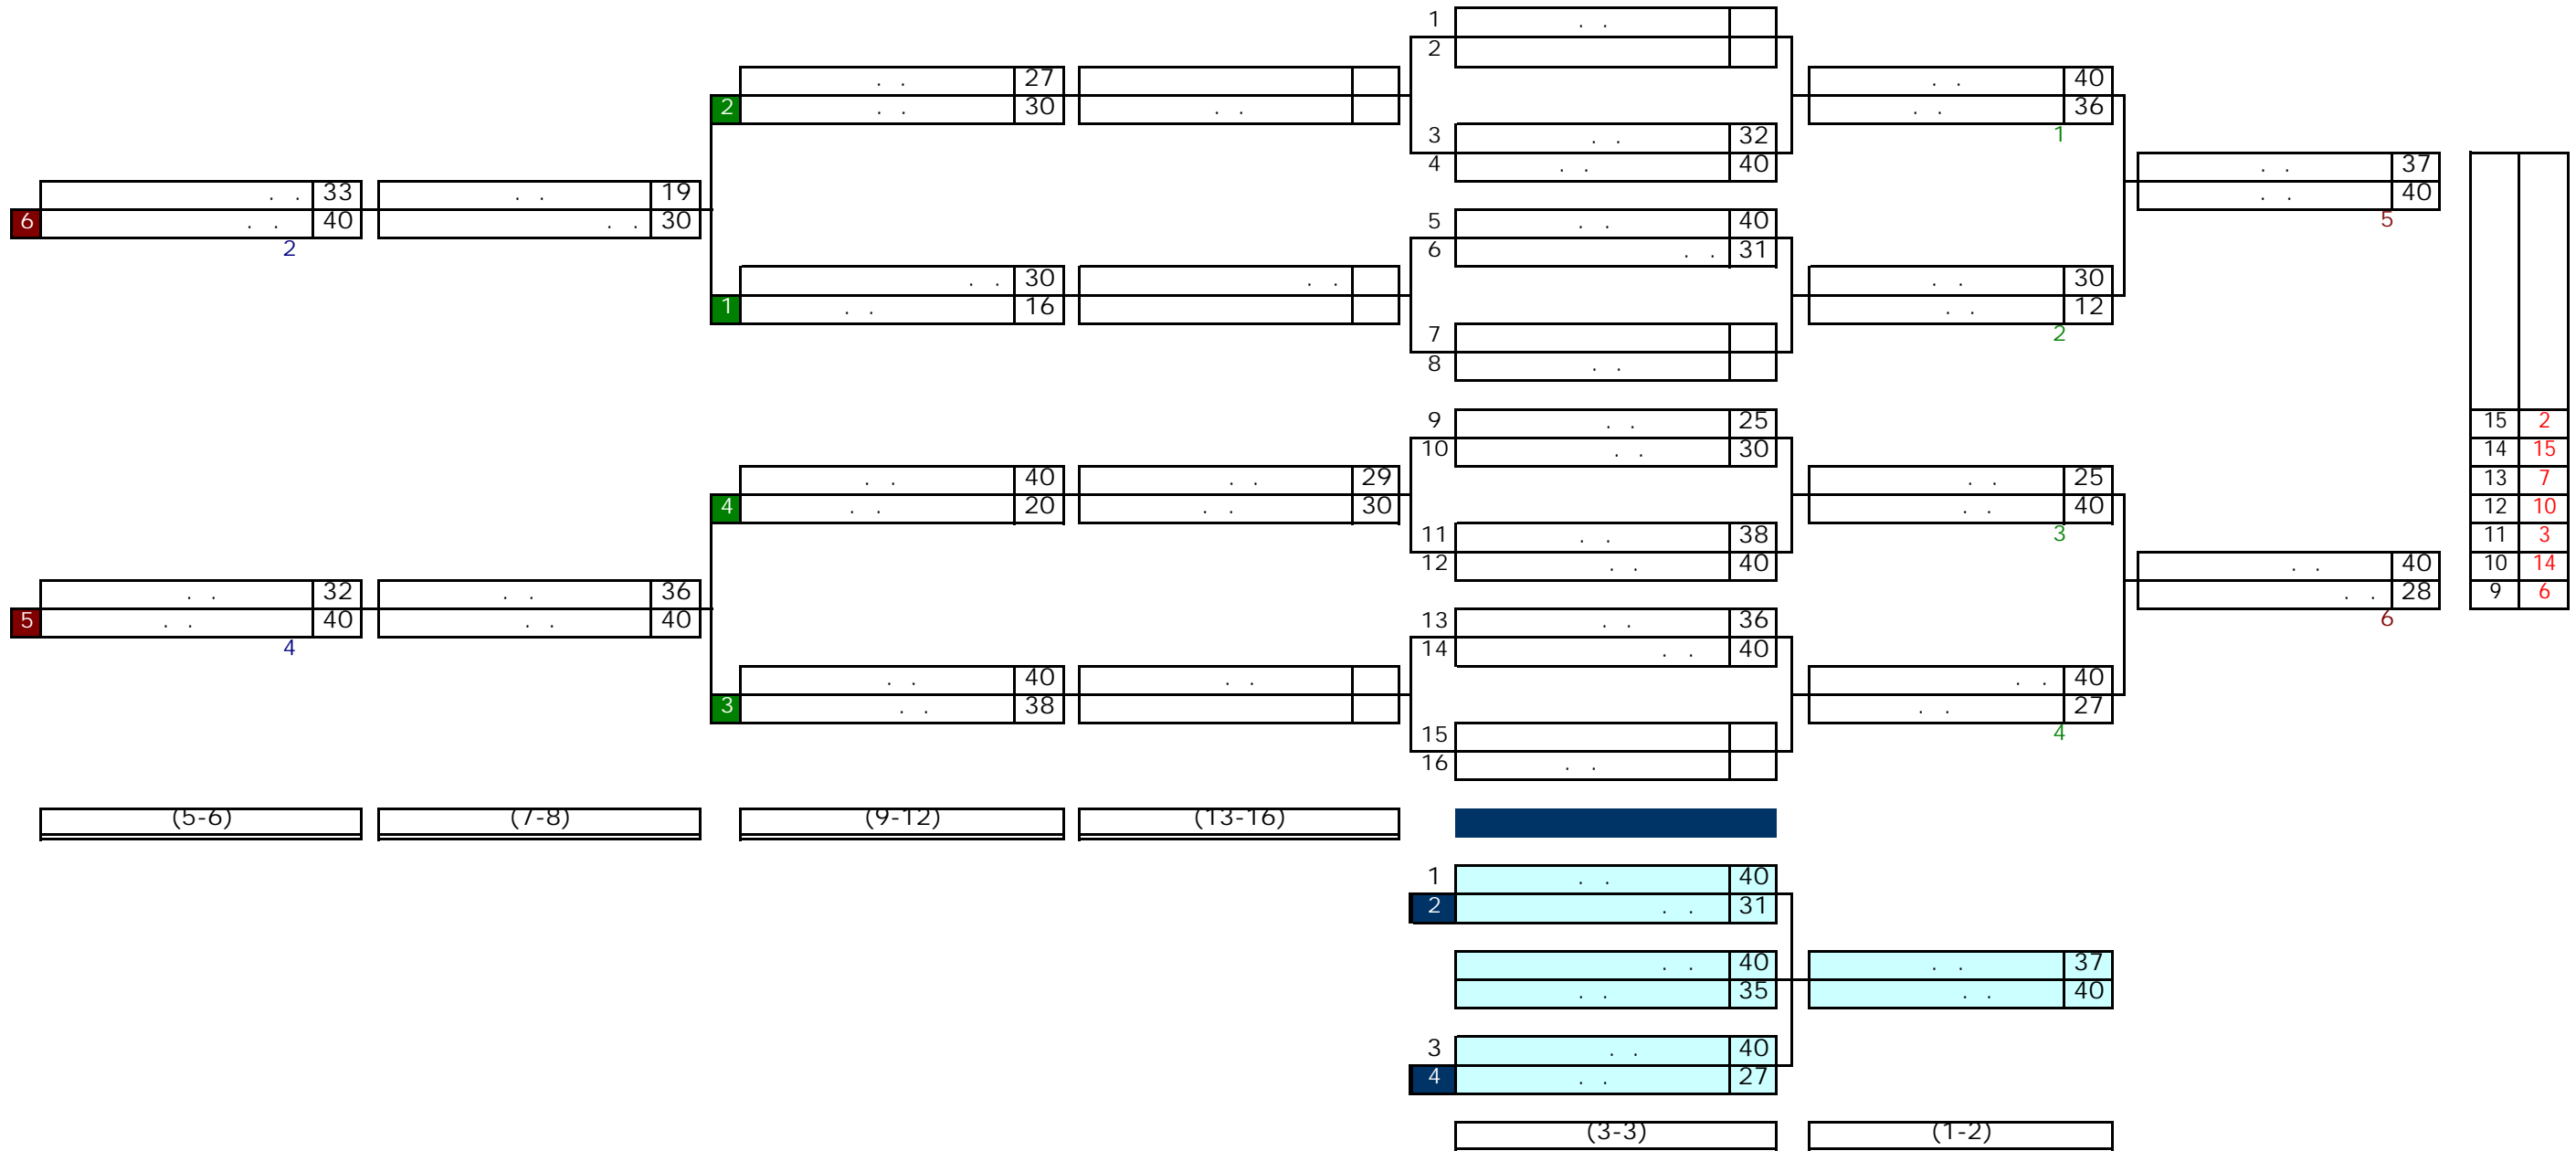 1 . .
2
. . 27 . . 40
2 . . 30 . . . . 36
3 . . 32 1
4 . . 40
. . 37
. . 33 . . 19 . . 40
6 . . 40 . . 30 5 . . 40 5
2 6 . . 31
. . 30 . . . . 30
1 . . 16 . . 12
7 2
8 . .
9 . . 25 15 2
10 . . 30 14 15
. . 40 . . 29 . . 25 13 7
4 . . 20 . . 30 . . 40 12 10
11 . . 38 3 11 3
12 . . 40 . . 40 10 14
. . 32 . . 36 . . 28 9 6
5 . . 40 . . 40 13 . . 36 6
4 14 . . 40
. . 40 . . . . 40
3 . . 38 . . 27
15 4
16 . .
(5-6) (7-8) (9-12) (13-16)
1 . . 40
2 . . 31
. . 40 . . 37
. . 35 . . 40
3 . . 40
4 . . 27
(3-3) (1-2)